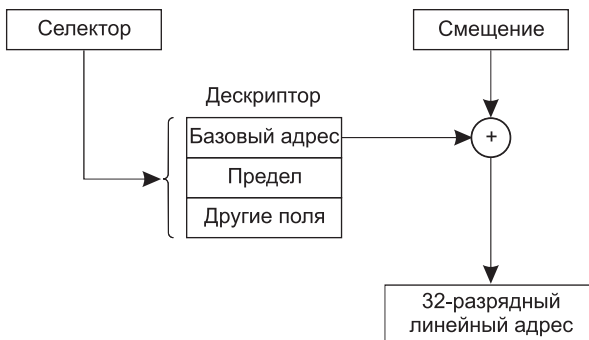 Селектор
Смещение
Дескриптор
Базовый адрес
+
Предел
Другие поля
32-разрядный
линейный адрес